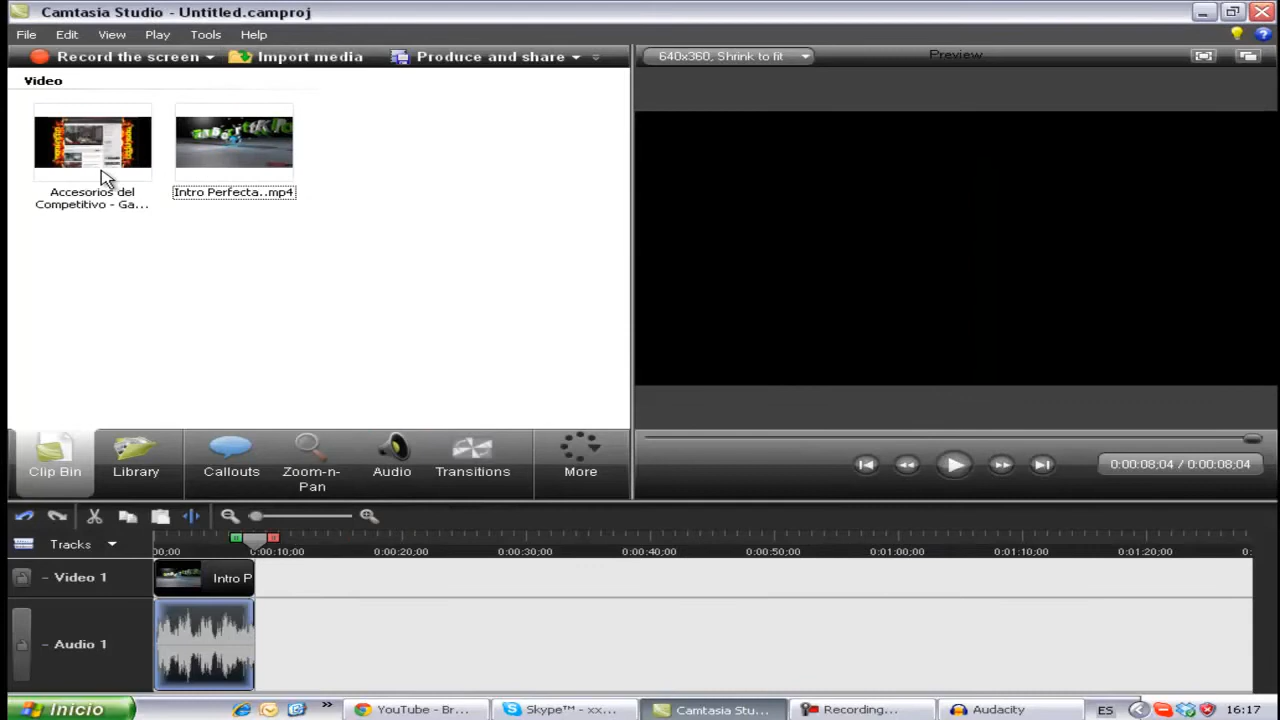 Camtasia Studio - Untitled.camproj
File Edit View Play Tools Help
Record the screen Import media Produce and share 640x360, Shrink to fit Preview
Video
Accesorios del
Competitivo - Ga...
Intro Perfecta..mp4
Clip Bin Library Callouts Zoom-n-
Pan Audio Transitions More
0:00:08;04 / 0:00:08;04
Tracks
00;00 0:00:10;00 0:00:20;00 0:00:30;00 0:00:40;00 0:00:50;00 0:01:00;00 0:01:10;00 0:01:20;00 0:
- Video 1 Intro P
- Audio 1
Inicio YouTube - Br... Skype™ - xx... Camtasia Stu... Recording... Audacity ES 16:17